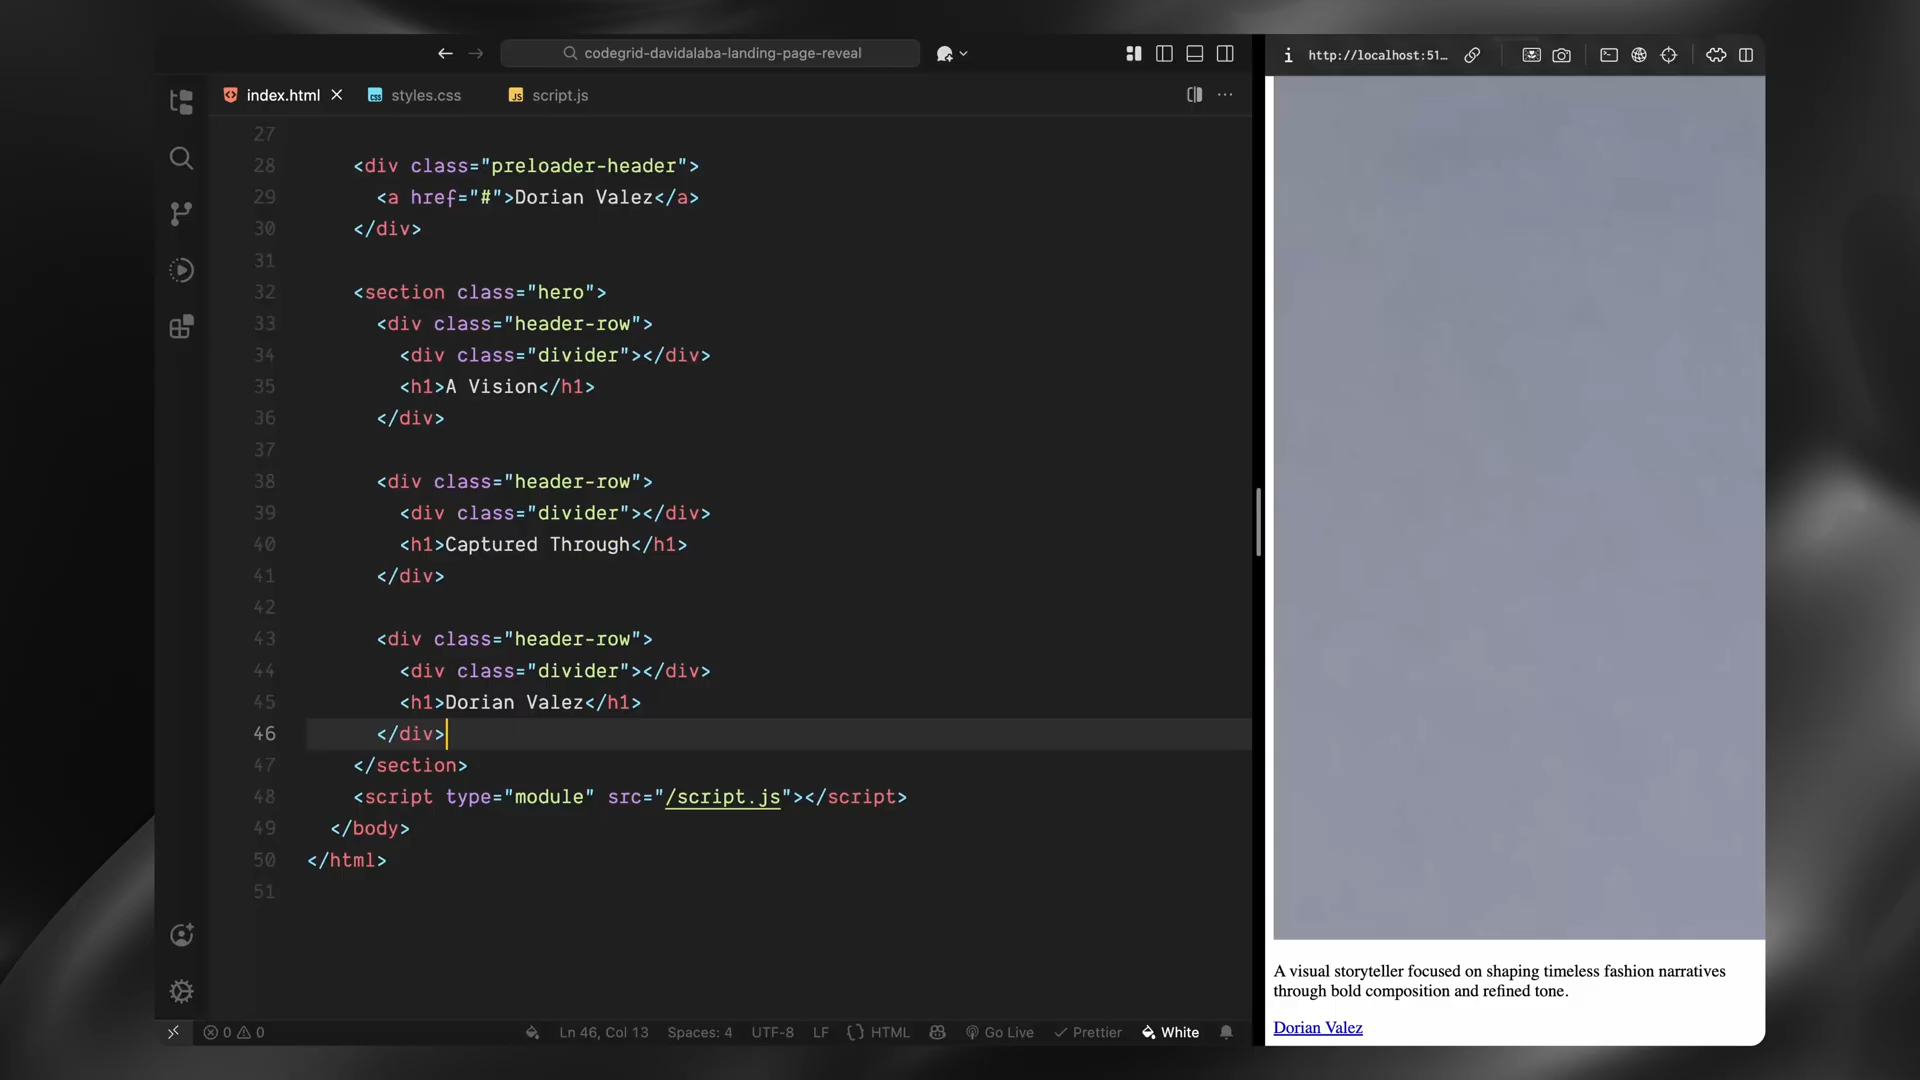 codegrid-davidalaba-landing-page-reveal
http://localhost:51…
index.html
styles.css
script.js
27
28 <div class="preloader-header">
29 <a href="#">Dorian Valez</a>
30 </div>
31
32 <section class="hero">
33 <div class="header-row">
34 <div class="divider"></div>
35 <h1>A Vision</h1>
36 </div>
37
38 <div class="header-row">
39 <div class="divider"></div>
40 <h1>Captured Through</h1>
41 </div>
42
43 <div class="header-row">
44 <div class="divider"></div>
45 <h1>Dorian Valez</h1>
46 </div>
47 </section>
48 <script type="module" src="/script.js"></script>
49 </body>
50 </html>
51
A visual storyteller focused on shaping timeless fashion narratives
through bold composition and refined tone.
Dorian Valez
0 0 Ln 46, Col 13 Spaces: 4 UTF-8 LF {} HTML Go Live Prettier White